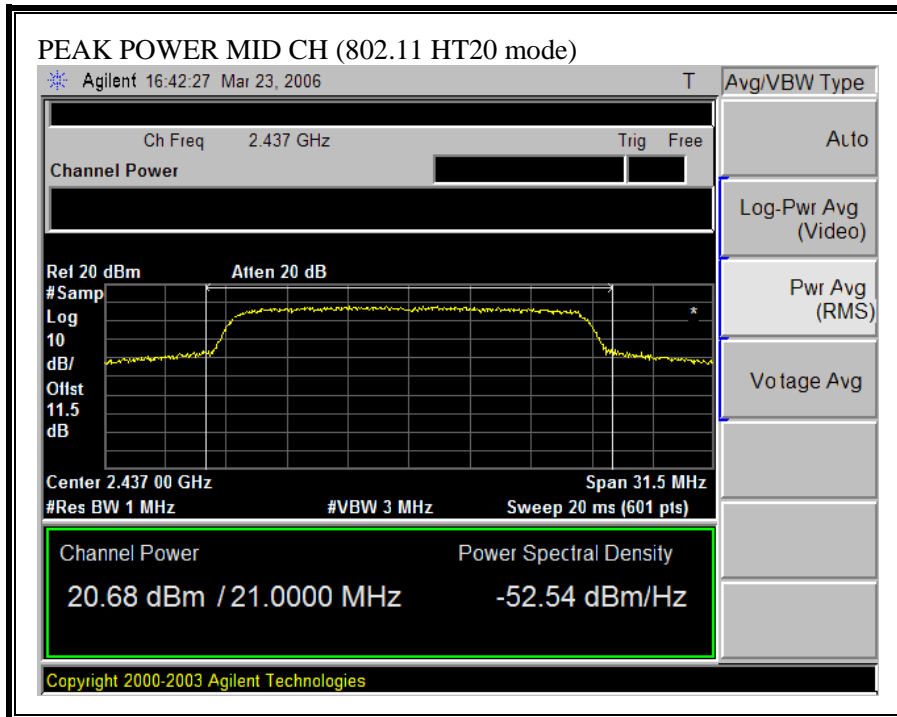 PEAK POWER MID CH (802.11 HT20 mode)
Agilent 16:42:27 Mar 23, 2006 T
Avg/VBW Type
Ch Freq 2.437 GHz Trig Free
Channel Power
Auto
Log-Pwr Avg
(Video)
Pwr Avg
(RMS)
Vo tage Avg
Ref 20 dBm Atten 20 dB
#Samp
Log
10
dB/
Offst
11.5
dB
*
Center 2.437 00 GHz Span 31.5 MHz
#Res BW 1 MHz #VBW 3 MHz Sweep 20 ms (601 pts)
Channel Power Power Spectral Density
20.68 dBm / 21.0000 MHz -52.54 dBm/Hz
Copyright 2000-2003 Agilent Technologies